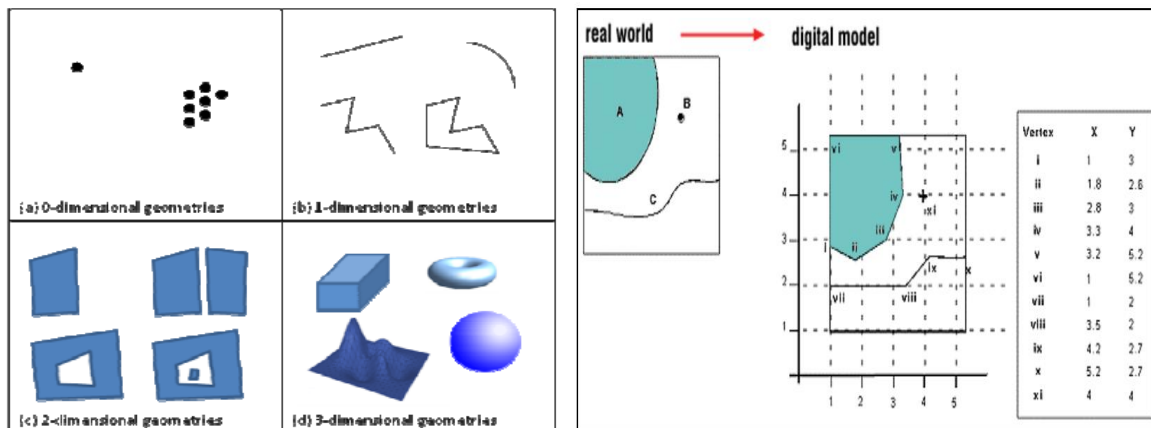 (a) 0-dimensional geometries
(b) 1-dimensional geometries
(c) 2-dimensional geometries
(d) 3-dimensional geometries
real world
digital model
A
B
C
5
4
3
2
1
1 2 3 4 5
vi
v
iv
xi
iii
i
ii
ix
x
vii
viii
Vertex X Y
i 1 3
ii 1.8 2.6
iii 2.8 3
iv 3.3 4
v 3.2 5.2
vi 1 5.2
vii 1 2
viii 3.5 2
ix 4.2 2.7
x 5.2 2.7
xi 4 4